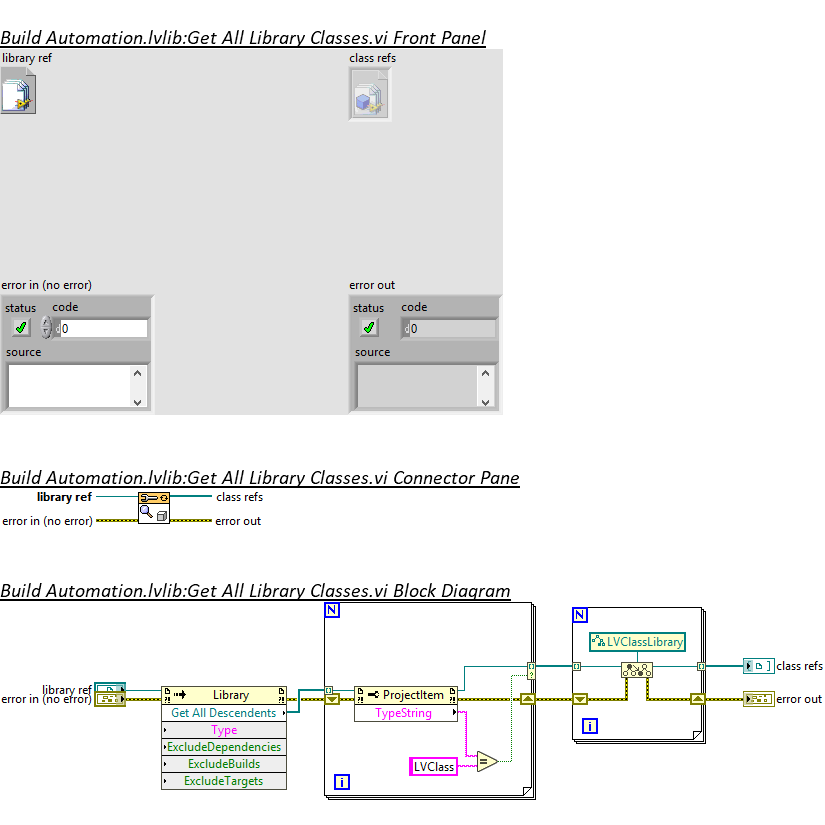 Build Automation.lvlib:Get All Library Classes.vi Front Panel
library ref
class refs
error in (no error)
error out
status code
status code
0
0
source
source
Build Automation.lvlib:Get All Library Classes.vi Connector Pane
library ref
class refs
error in (no error)
error out
Build Automation.lvlib:Get All Library Classes.vi Block Diagram
N
N
LVClassLibrary
library ref
error in (no error)
Library
Get All Descendents
Type
ExcludeDependencies
ExcludeBuilds
ExcludeTargets
ProjectItem
TypeString
LVClass
=
?
i
i
class refs
error out